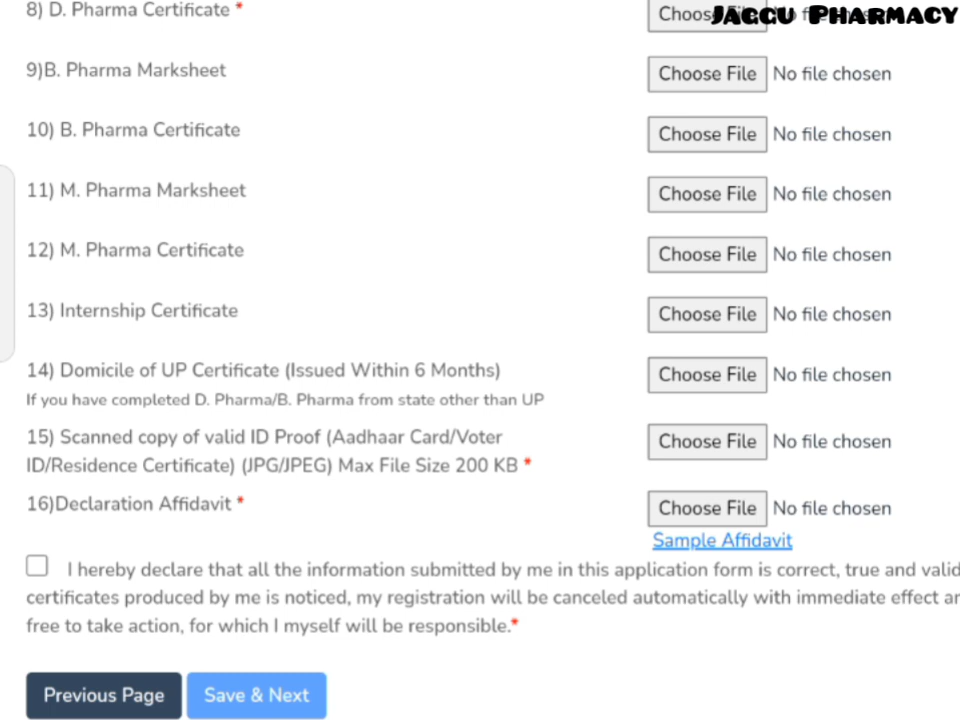 8) D. Pharma Certificate * Choose File No file chosen
JAGGU PHARMACY
9)B. Pharma Marksheet Choose File No file chosen
10) B. Pharma Certificate Choose File No file chosen
11) M. Pharma Marksheet Choose File No file chosen
12) M. Pharma Certificate Choose File No file chosen
13) Internship Certificate Choose File No file chosen
14) Domicile of UP Certificate (Issued Within 6 Months) Choose File No file chosen
If you have completed D. Pharma/B. Pharma from state other than UP
15) Scanned copy of valid ID Proof (Aadhaar Card/Voter Choose File No file chosen
ID/Residence Certificate) (JPG/JPEG) Max File Size 200 KB *
16)Declaration Affidavit * Choose File No file chosen
Sample Affidavit
I hereby declare that all the information submitted by me in this application form is correct, true and valid
certificates produced by me is noticed, my registration will be canceled automatically with immediate effect an
free to take action, for which I myself will be responsible.*
Previous Page Save & Next